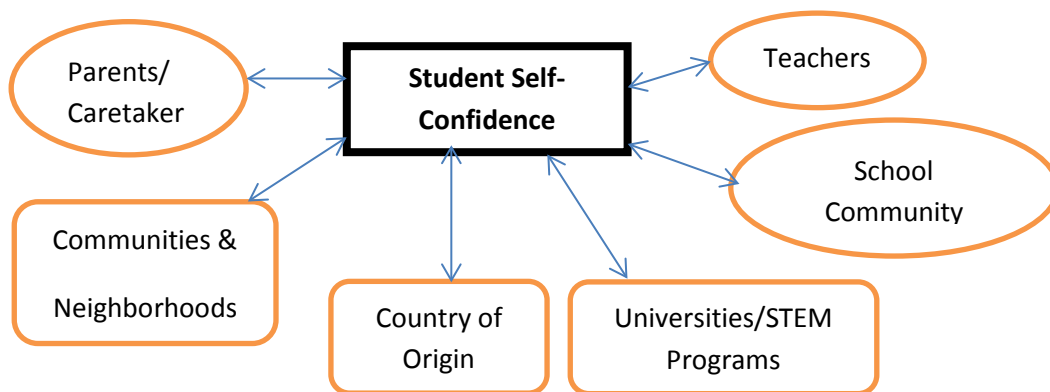 Parents/
Caretaker
Student Self-
Confidence
Teachers
School
Community
Communities &
Neighborhoods
Country of
Origin
Universities/STEM
Programs